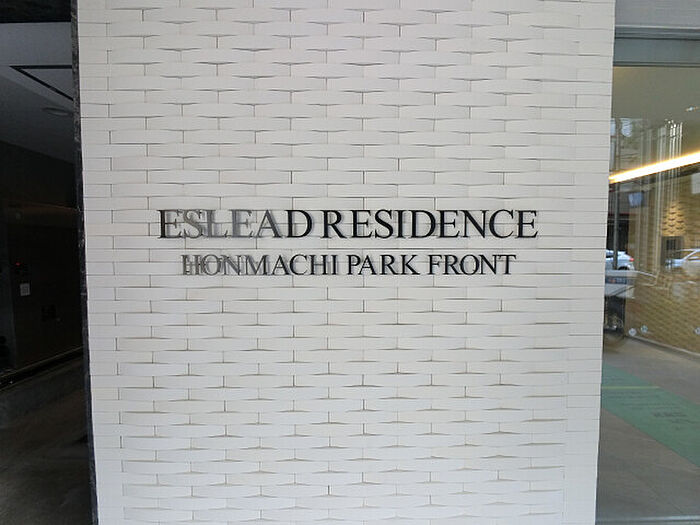 ESLEAD RESIDENCE
HONMACHI PARK FRONT